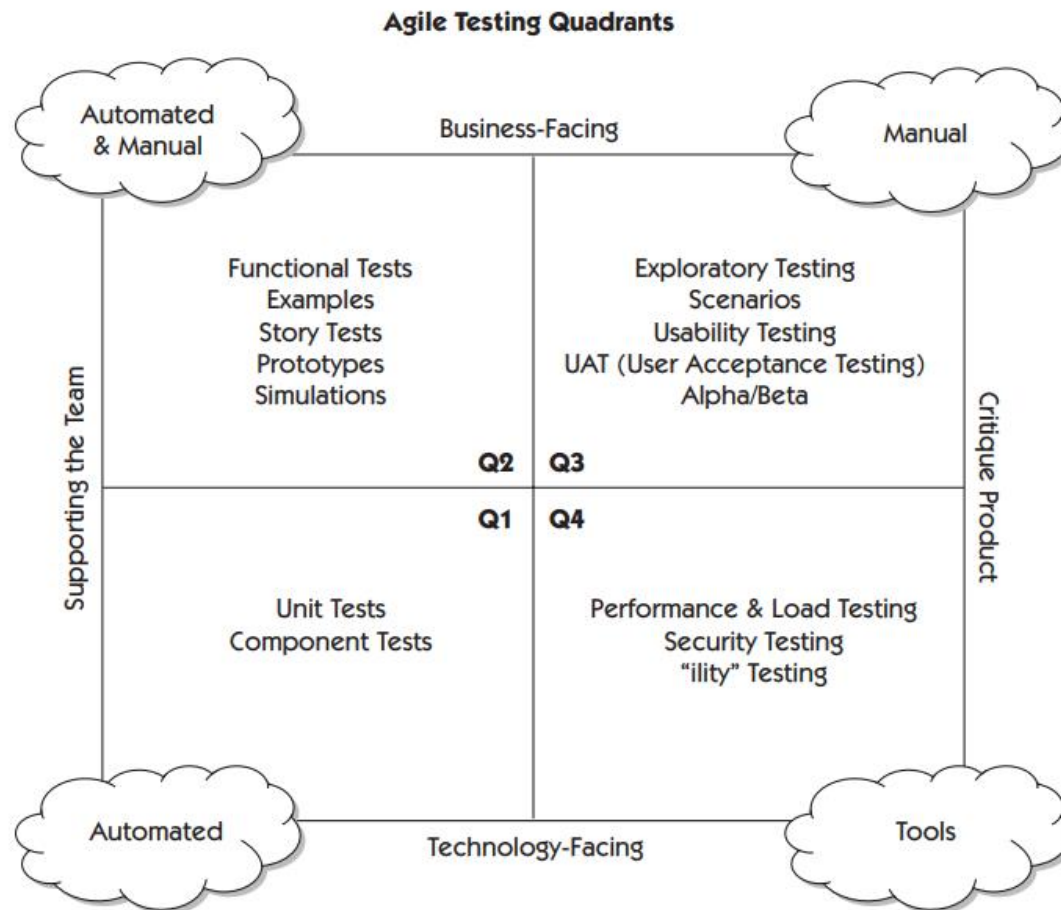 Agile Testing Quadrants
Automated
& Manual
Business-Facing
Manual
Functional Tests
Examples
Story Tests
Prototypes
Simulations
Exploratory Testing
Scenarios
Usability Testing
UAT (User Acceptance Testing)
Alpha/Beta
Supporting the Team
Critique Product
Q2
Q3
Q1
Q4
Unit Tests
Component Tests
Performance & Load Testing
Security Testing
“ility” Testing
Automated
Technology-Facing
Tools